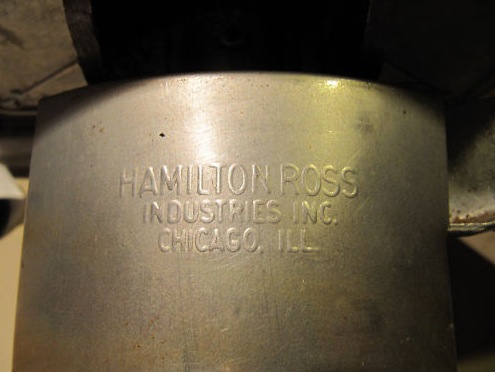 HAMILTON ROSS
INDUSTRIES INC.
CHICAGO, ILL.